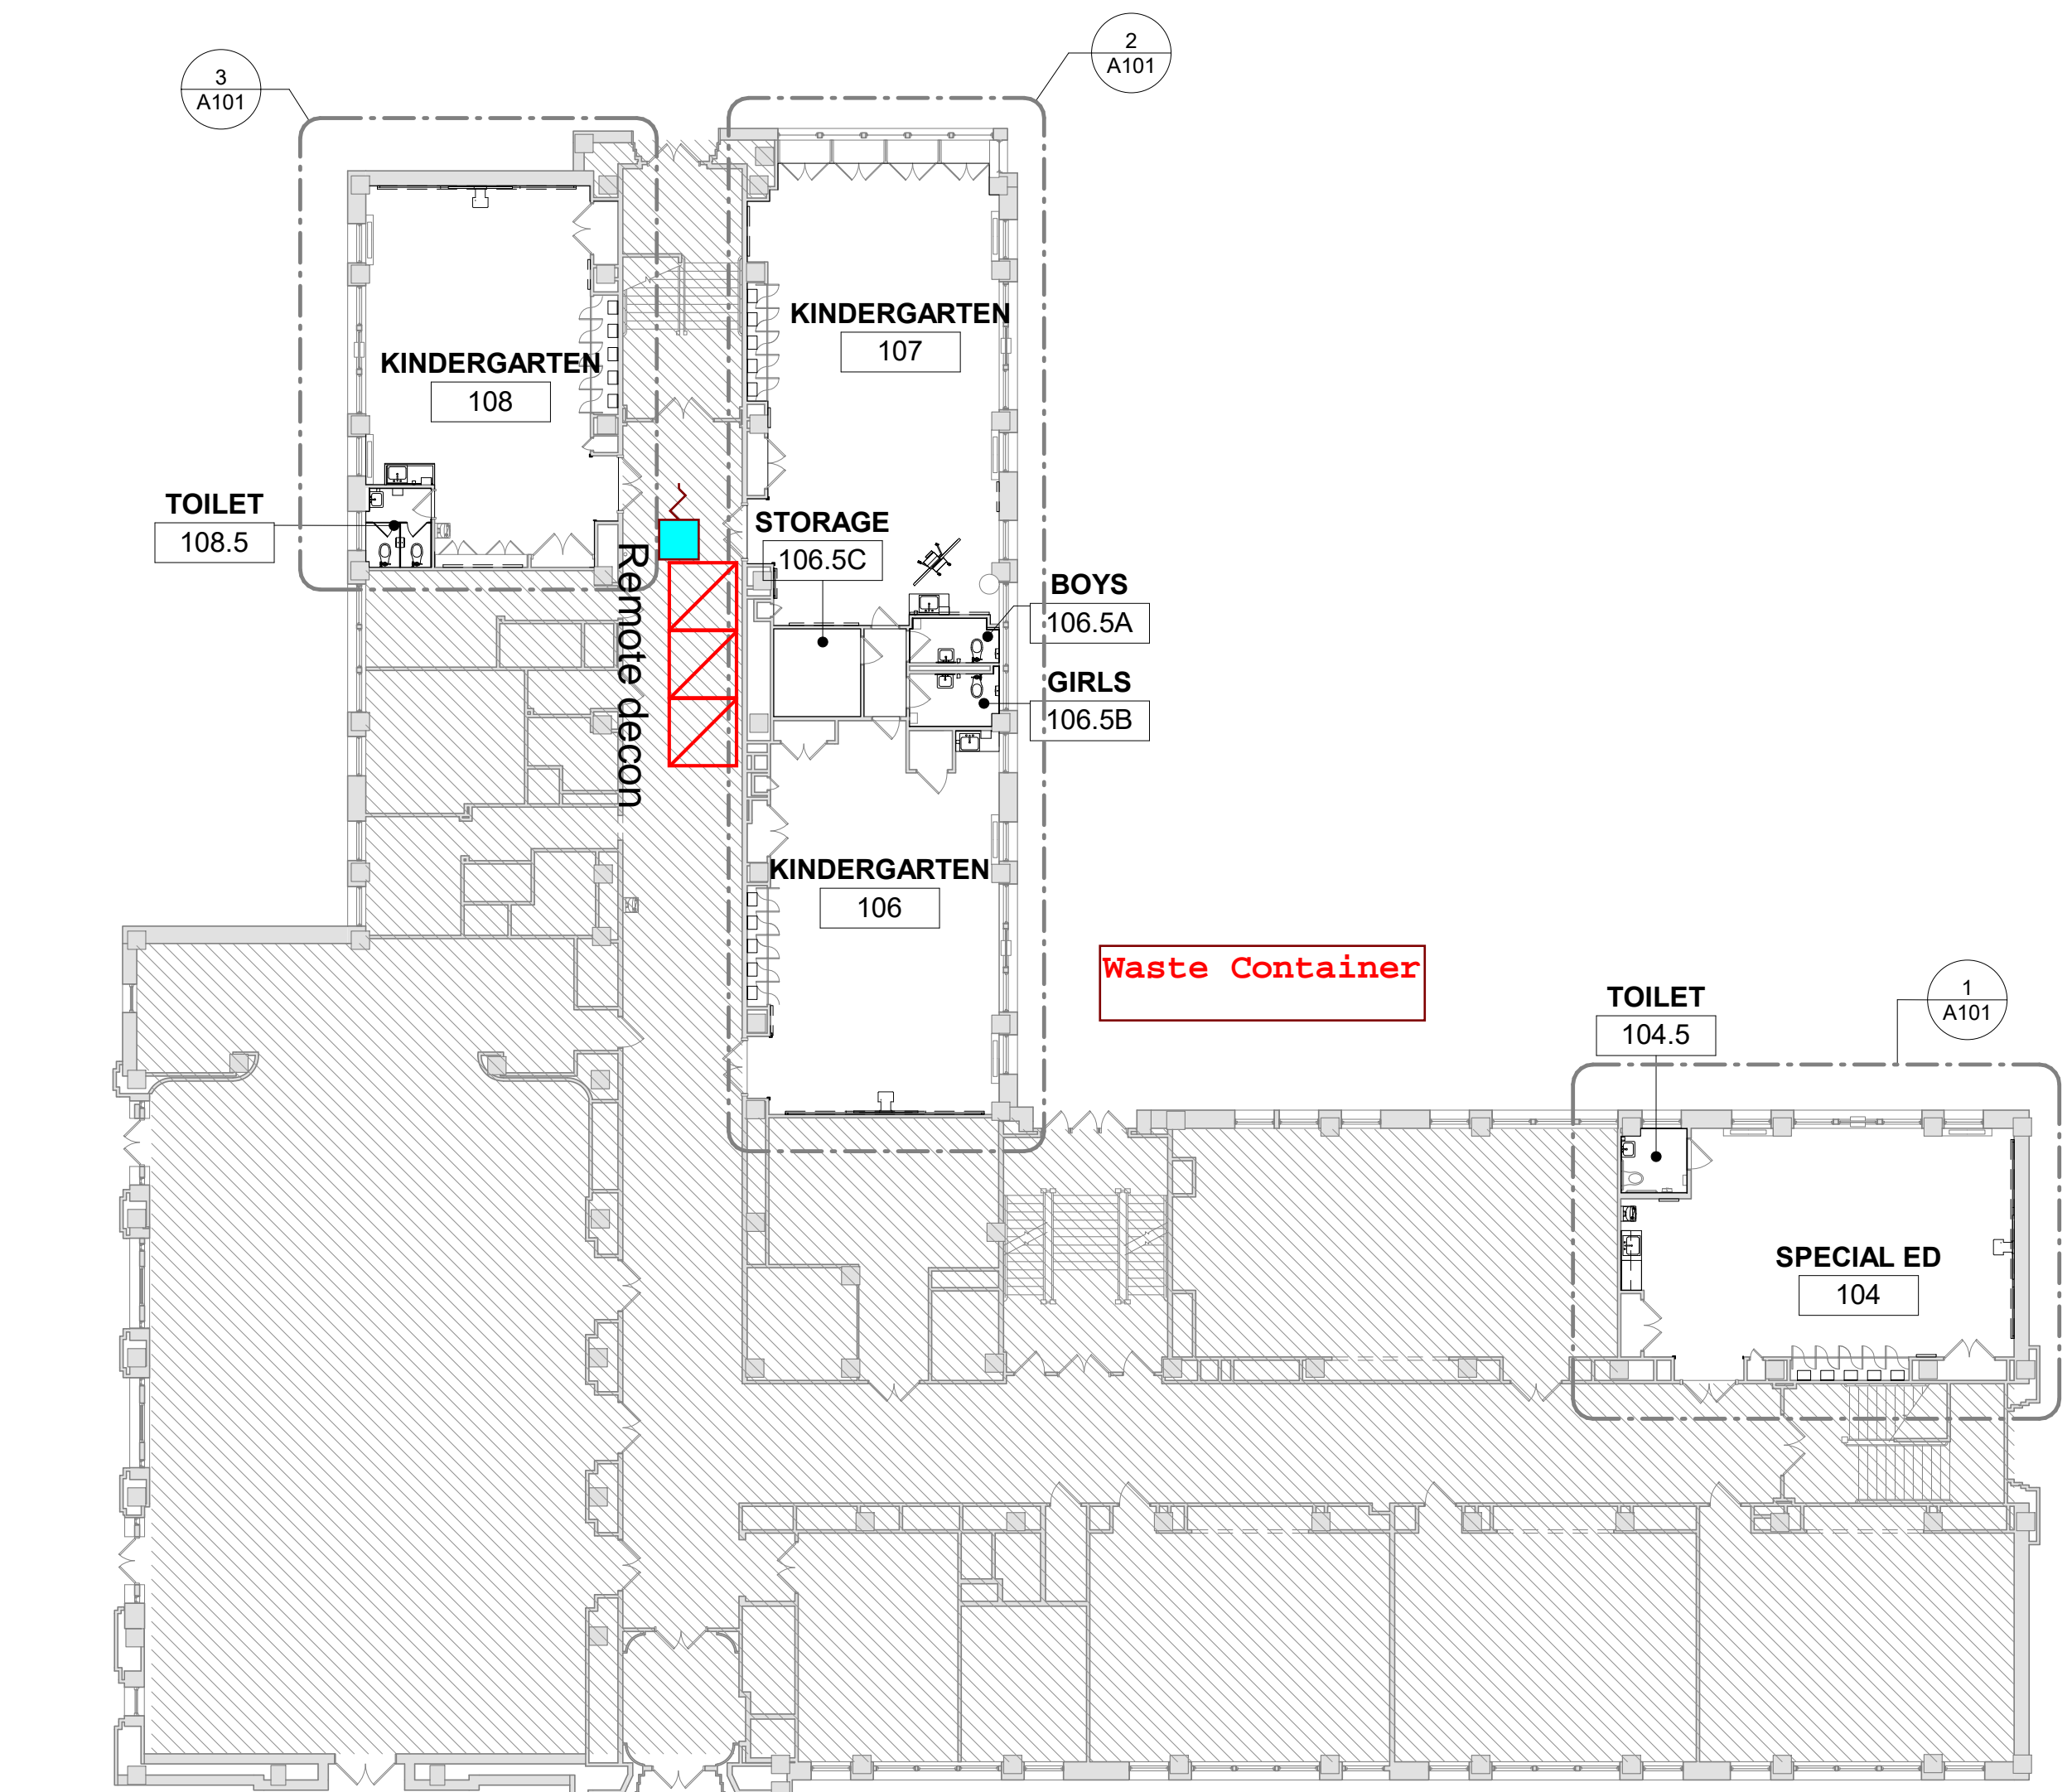 2
A101
3
A101
KINDERGARTEN
107
KINDERGARTEN
108
TOILET
108.5
STORAGE
106.5C
BOYS
106.5A
GIRLS
106.5B
Remote decon
KINDERGARTEN
106
Waste Container
1
A101
TOILET
104.5
SPECIAL ED
104